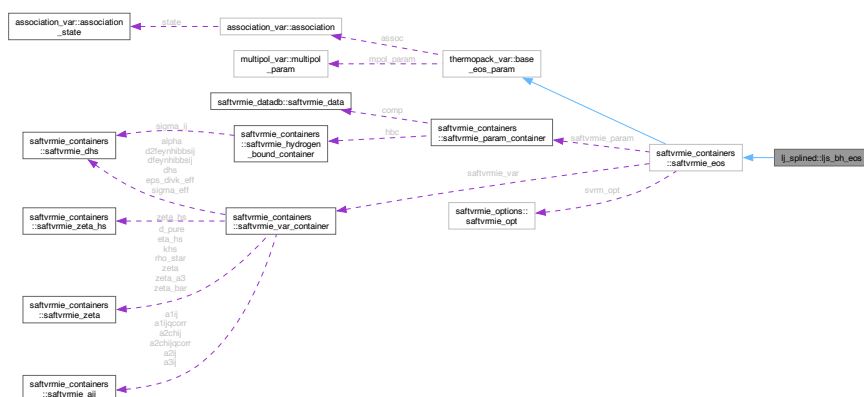 association_var::association
_state
state
association_var::association
assoc
multipol_var::multipol
_param
mpol_param
thermopack_var::base
_eos_param
saftvrmie_datadb::saftvrmie_data
comp
sigma_ij
saftvrmie_containers
::saftvrmie_dhs
saftvrmie_containers
::saftvrmie_hydrogen
_bound_container
hbc
saftvrmie_containers
::saftvrmie_param_container
saftvrmie_param
saftvrmie_containers
::saftvrmie_eos
lj_splined::ljs_bh_eos
alpha
d2feynhibbsij
dfeynhibbsij
dhs
eps_divk_eff
sigma_eff
saftvrmie_var
svrm_opt
saftvrmie_options::
saftvrmie_opt
saftvrmie_containers
::saftvrmie_zeta_hs
zeta_hs
saftvrmie_containers
::saftvrmie_var_container
d_pure
eta_hs
khs
rho_star
zeta
zeta_a3
zeta_bar
saftvrmie_containers
::saftvrmie_zeta
a1ij
a1ijqcorr
a2chij
a2chijqcorr
a2ij
a3ij
saftvrmie_containers
::saftvrmie_aij